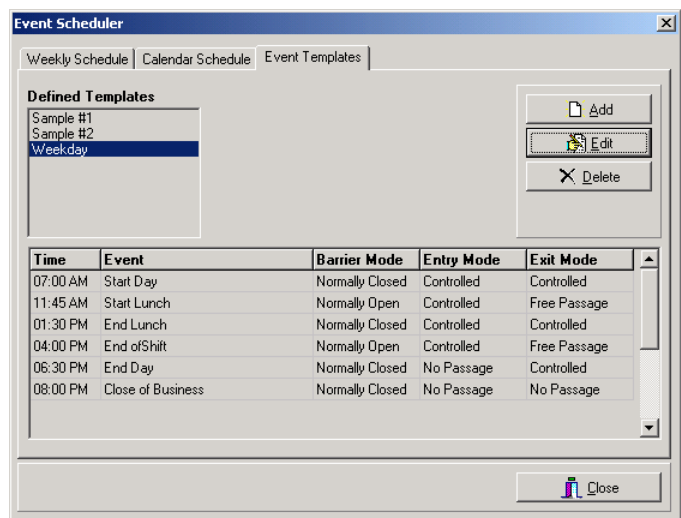 Event Scheduler
Weekly Schedule Calendar Schedule Event Templates
Defined Templates
Sample #1
Sample #2
Weekday
Add
Edit
Delete
Time Event Barrier Mode Entry Mode Exit Mode
07:00 AM Start Day Normally Closed Controlled Controlled
11:45 AM Start Lunch Normally Open Controlled Free Passage
01:30 PM End Lunch Normally Closed Controlled Controlled
04:00 PM End ofShift Normally Open Controlled Free Passage
06:30 PM End Day Normally Closed No Passage Controlled
08:00 PM Close of Business Normally Closed No Passage No Passage
Close